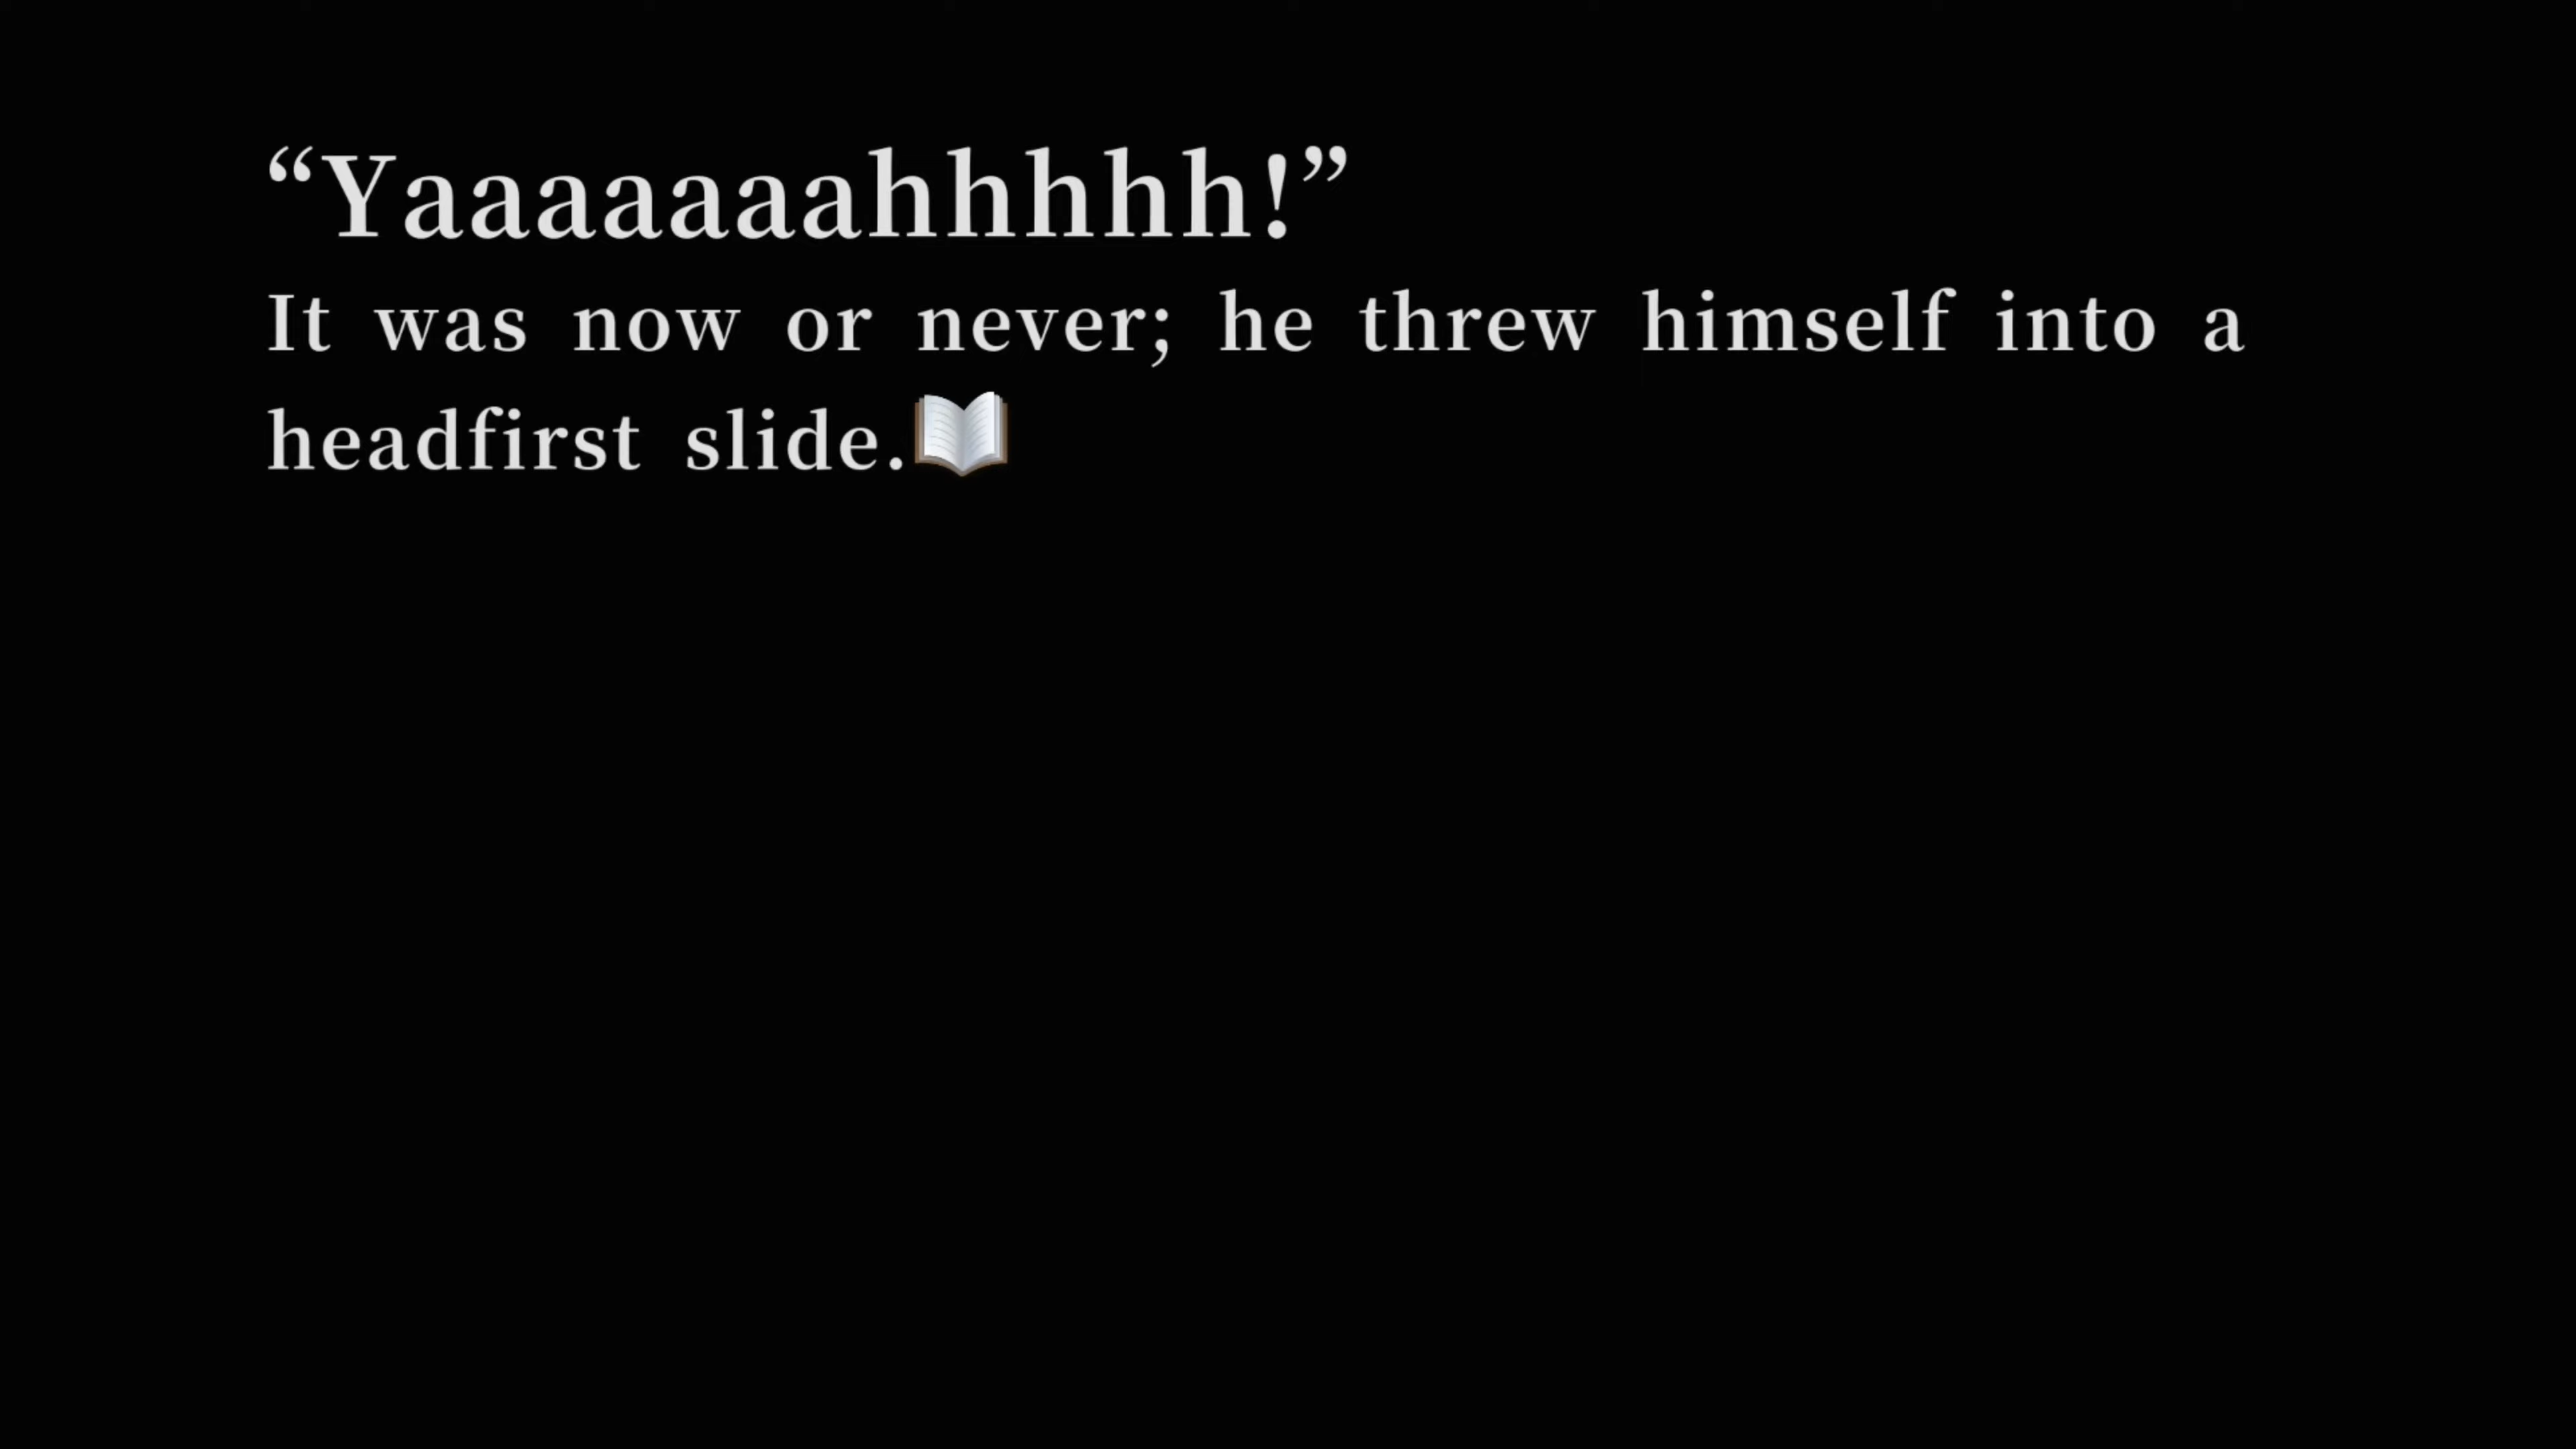 “Yaaaaaaahhhhh!”
It was now or never; he threw himself into a
headfirst slide.